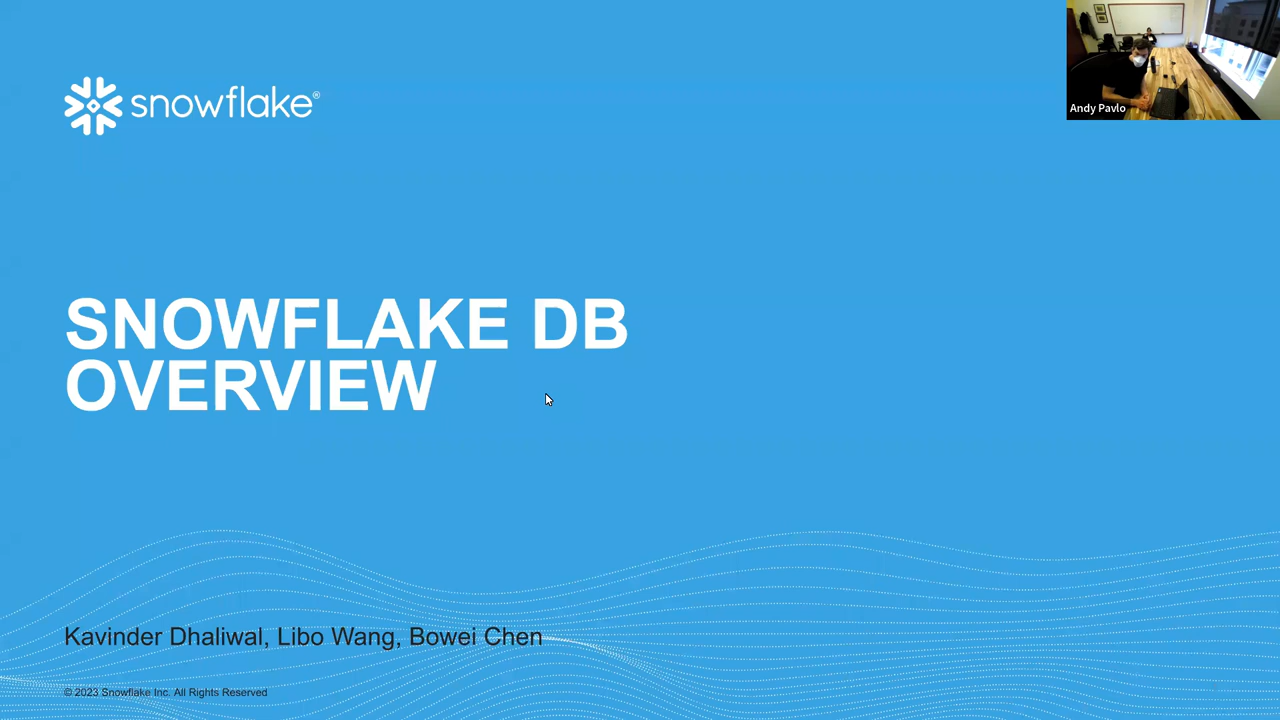 snowflake®
Andy Pavlo
SNOWFLAKE DB
OVERVIEW
Kavinder Dhaliwal, Libo Wang, Bowei Chen
© 2023 Snowflake Inc. All Rights Reserved